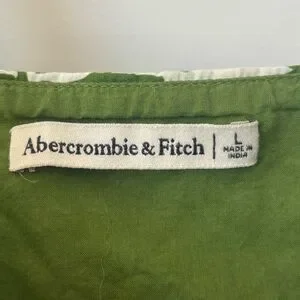 Abercrombie & Fitch
L
MADE IN
INDIA